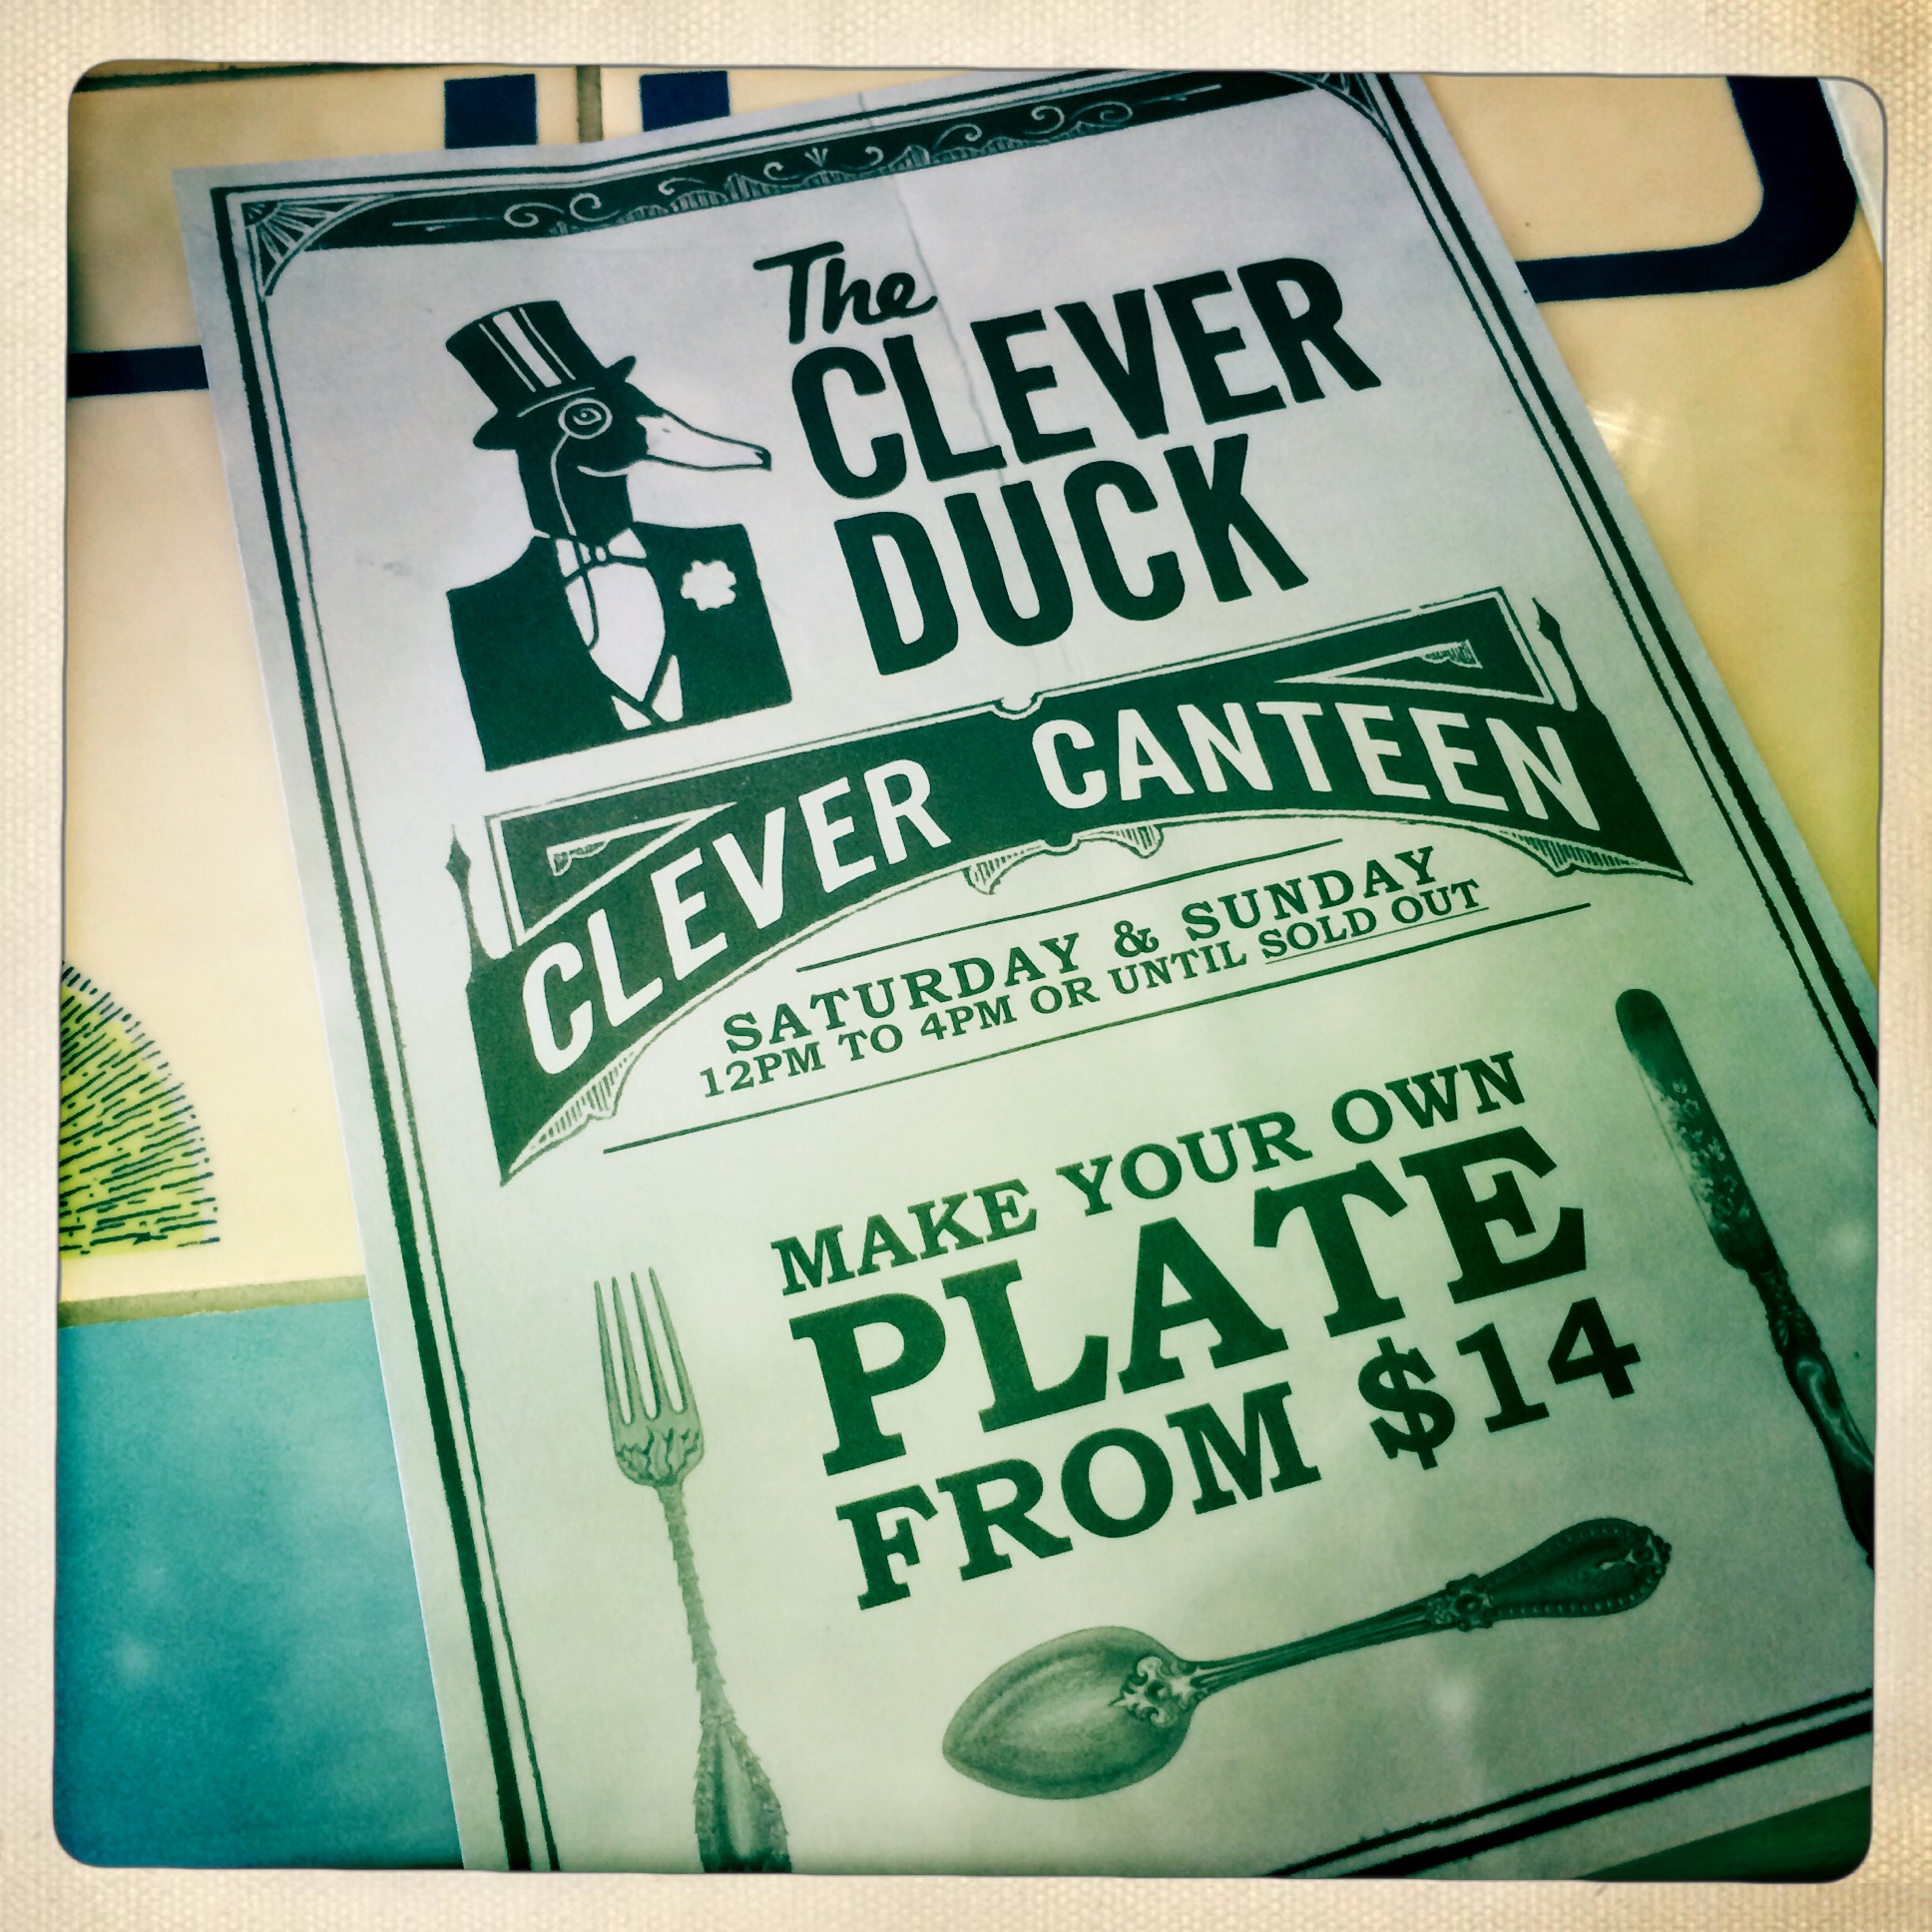 The
CLEVER
DUCK
CLEVER CANTEEN
SATURDAY & SUNDAY
12PM TO 4PM OR UNTIL SOLD OUT
MAKE YOUR OWN
PLATE
FROM $14